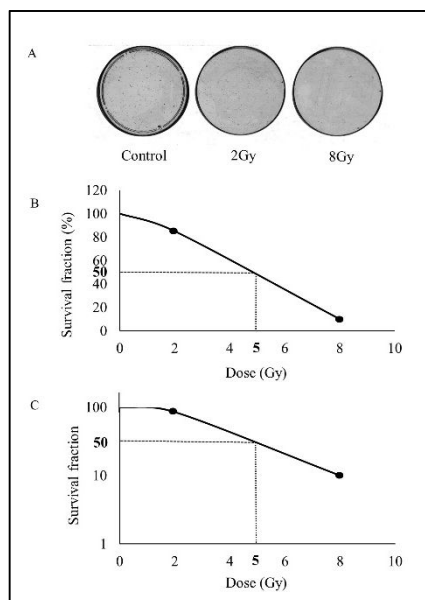 A
Control 2Gy 8Gy
B
Survival fraction (%)
120
100
80
60
50
40
20
0
0 2 4 5 6 8 10
Dose (Gy)
C
Survival fraction
100
50
10
1
0 2 4 5 6 8 10
Dose (Gy)